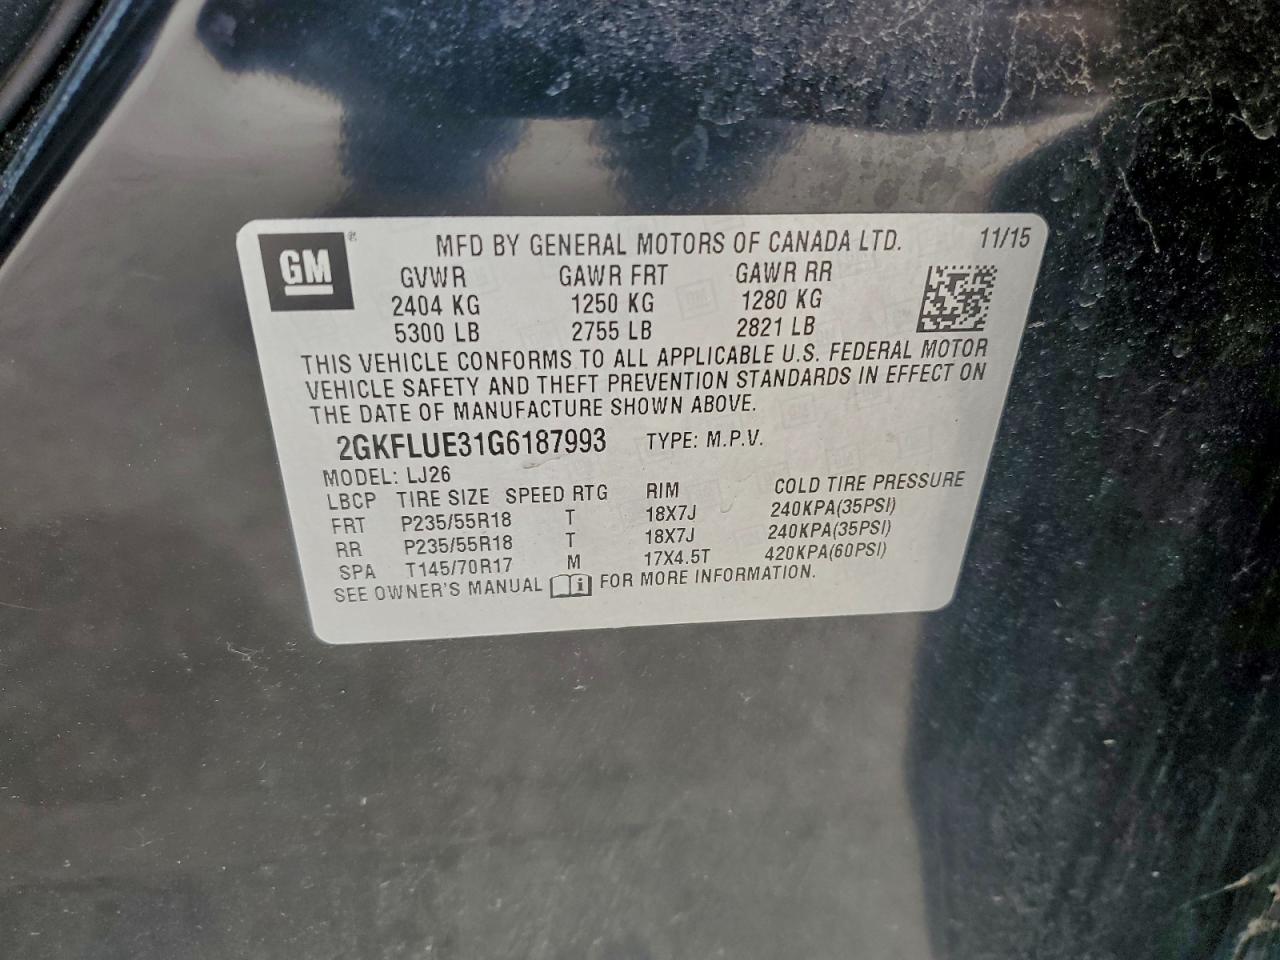 GM ® MFD BY GENERAL MOTORS OF CANADA LTD. 11/15
GVWR GAWR FRT GAWR RR
2404 KG 1250 KG 1280 KG
5300 LB 2755 LB 2821 LB
THIS VEHICLE CONFORMS TO ALL APPLICABLE U.S. FEDERAL MOTOR
VEHICLE SAFETY AND THEFT PREVENTION STANDARDS IN EFFECT ON
THE DATE OF MANUFACTURE SHOWN ABOVE.
2GKFLUE31G6187993 TYPE: M.P.V.
MODEL: LJ26
LBCP TIRE SIZE SPEED RTG RIM COLD TIRE PRESSURE
FRT P235/55R18 T 18X7J 240KPA(35PSI)
RR P235/55R18 T 18X7J 240KPA(35PSI)
SPA T145/70R17 M 17X4.5T 420KPA(60PSI)
SEE OWNER'S MANUAL i FOR MORE INFORMATION.